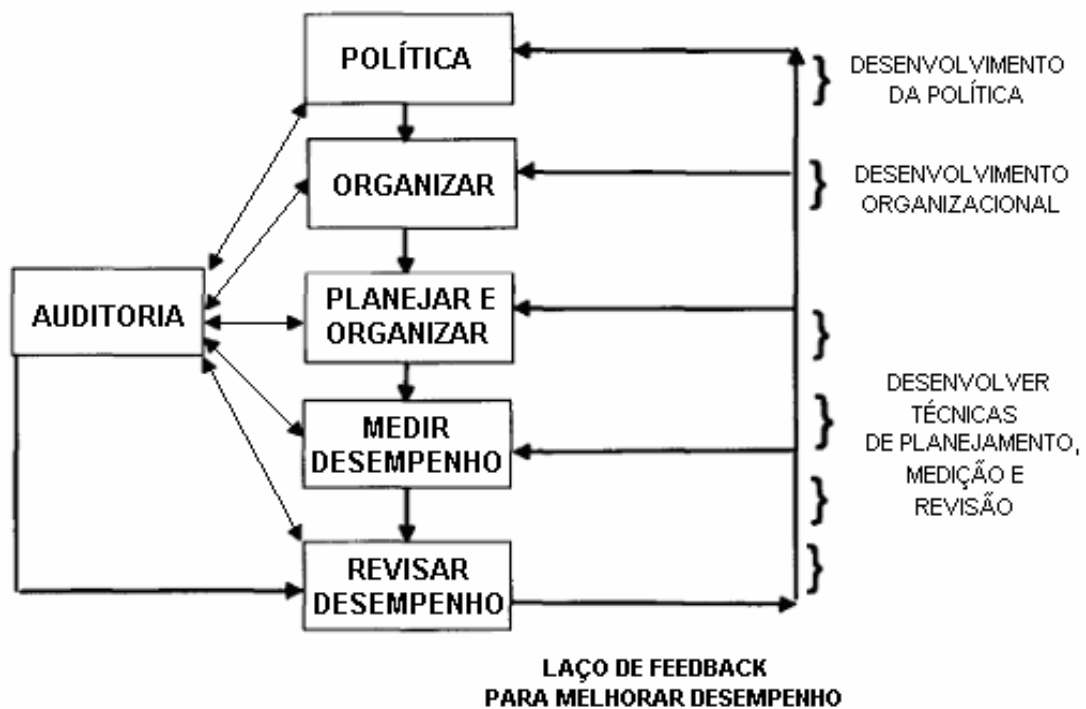 POLÍTICA
DESENVOLVIMENTO
DA POLÍTICA
ORGANIZAR
DESENVOLVIMENTO
ORGANIZACIONAL
AUDITORIA
PLANEJAR E
ORGANIZAR
MEDIR
DESEMPENHO
DESENVOLVER
TÉCNICAS
DE PLANEJAMENTO,
MEDIÇÃO E
REVISÃO
REVISAR
DESEMPENHO
LAÇO DE FEEDBACK
PARA MELHORAR DESEMPENHO